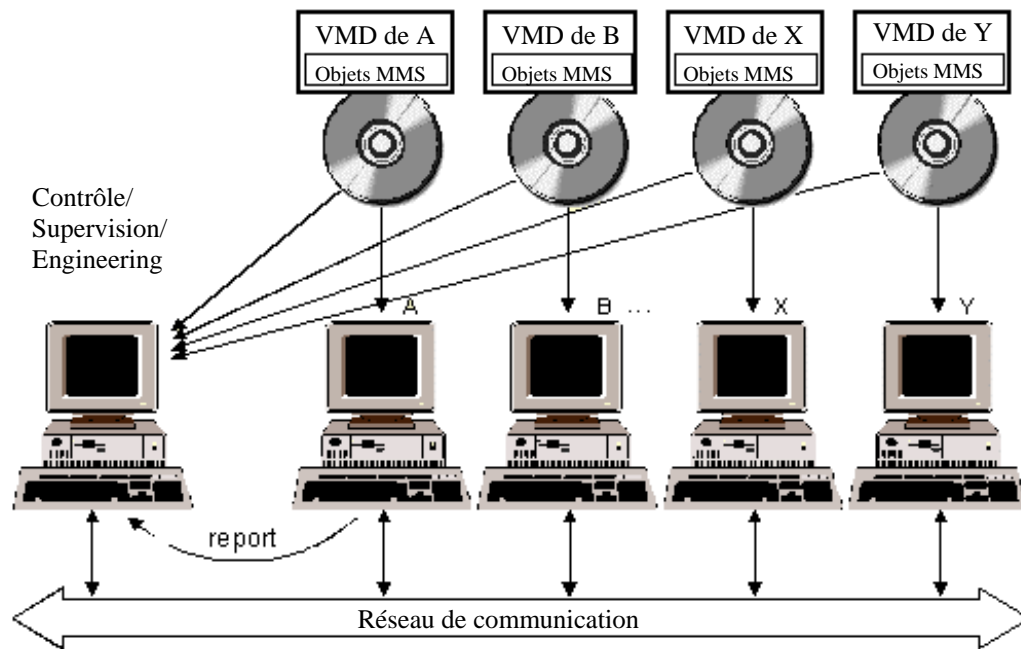 VMD de A
Objets MMS
VMD de B
Objets MMS
VMD de X
Objets MMS
VMD de Y
Objets MMS
Contrôle/
Supervision/
Engineering
A
B ...
X
Y
report
Réseau de communication